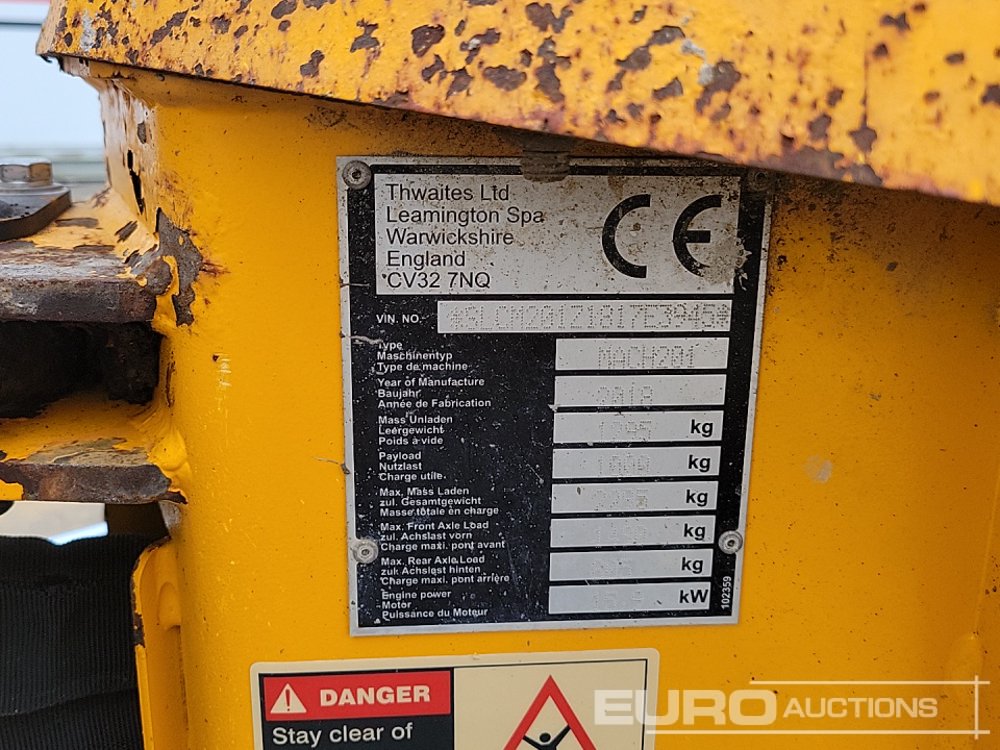 Thwaites Ltd
Leamington Spa
Warwickshire
England
CV32 7NQ
CE
VIN. NO.
Type
Maschinentyp
Type de machine
MACH201
Year of Manufacture
Baujahr
Année de Fabrication
2018
Mass Unladen
Leergewicht
Poids à vide
kg
Payload
Nutzlast
Charge utile
1000 kg
Max. Mass Laden
zul. Gesamtgewicht
Masse totale en charge
kg
Max. Front Axle Load
zul. Achslast vorn
Charge maxi. pont avant
kg
Max. Rear Axle Load
zul. Achslast hinten
Charge maxi. pont arrière
kg
Engine power
Motor
Puissance du Moteur
kW
102359
DANGER
Stay clear of
EURO AUCTIONS